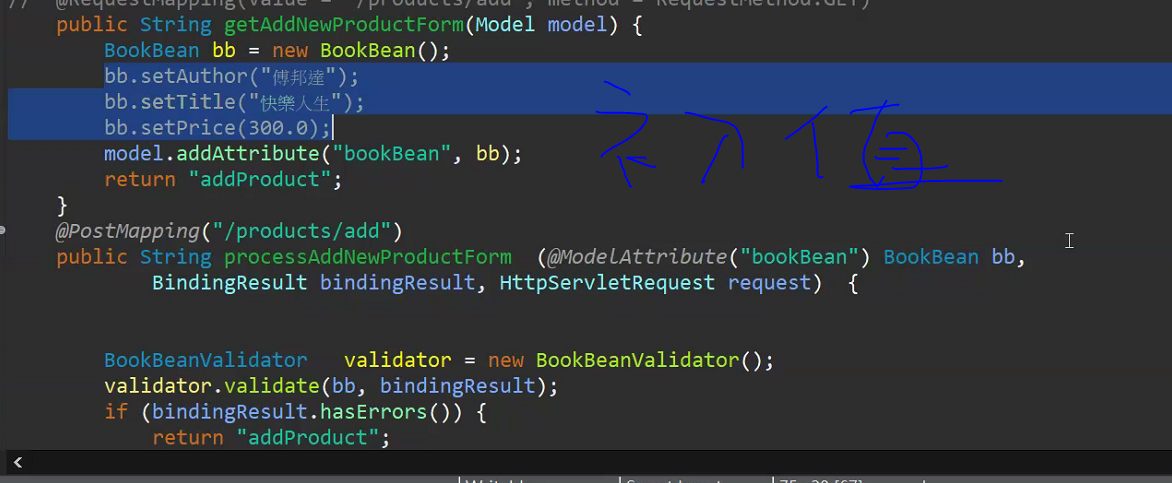 // @RequestMapping(value = "/products/add", method = RequestMethod.GET)
public String getAddNewProductForm(Model model) {
BookBean bb = new BookBean();
bb.setAuthor("傅邦達");
bb.setTitle("快樂人生");
bb.setPrice(300.0);
初值
model.addAttribute("bookBean", bb);
return "addProduct";
}
@PostMapping("/products/add")
public String processAddNewProductForm (@ModelAttribute("bookBean") BookBean bb,
BindingResult bindingResult, HttpServletRequest request) {
BookBeanValidator validator = new BookBeanValidator();
validator.validate(bb, bindingResult);
if (bindingResult.hasErrors()) {
return "addProduct";